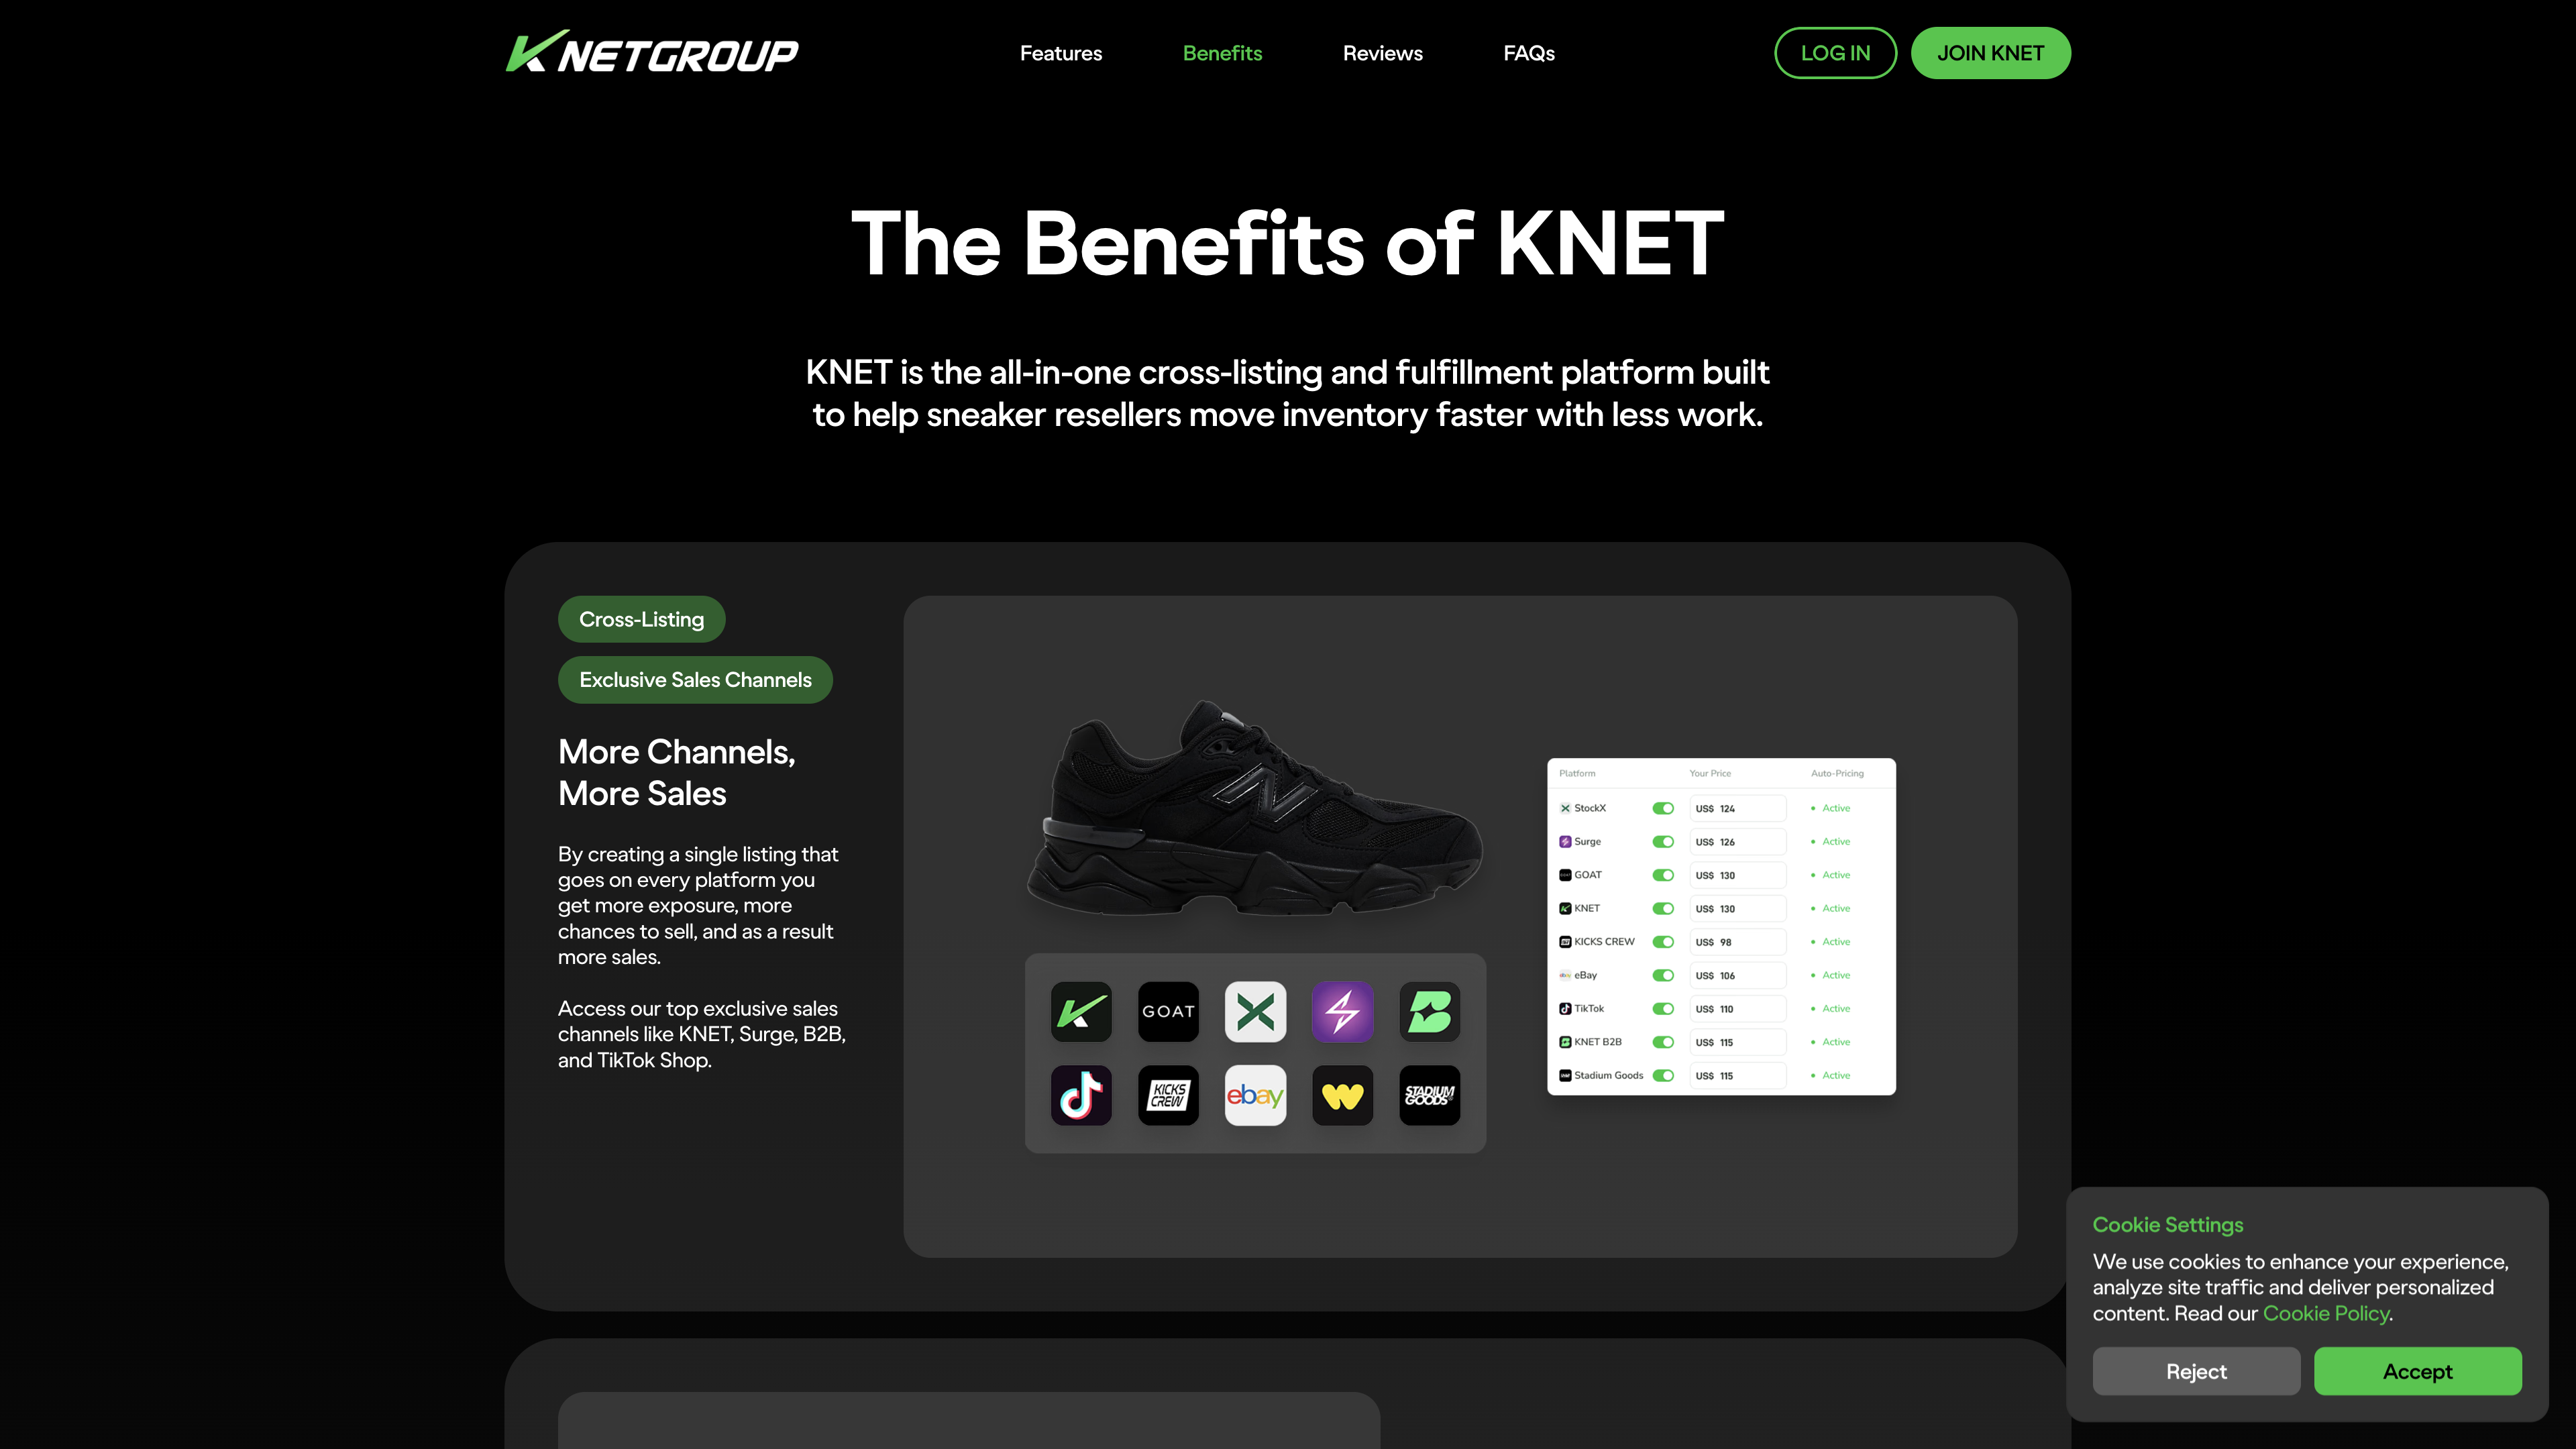 KNETGROUP
Features
Benefits
Reviews
FAQs
LOG IN
JOIN KNET
The Benefits of KNET
KNET is the all-in-one cross-listing and fulfillment platform built
to help sneaker resellers move inventory faster with less work.
Cross-Listing
Exclusive Sales Channels
More Channels,
More Sales
By creating a single listing that
goes on every platform you
get more exposure, more
chances to sell, and as a result
more sales.
Access our top exclusive sales
channels like KNET, Surge, B2B,
and TikTok Shop.
GOAT
KICKS
CREW
ebay
STADIUM
GOODS
Platform Your Price Auto-Pricing
StockX US$ 124 Active
Surge US$ 126 Active
GOAT US$ 130 Active
KNET US$ 130 Active
KICKS CREW US$ 98 Active
eBay US$ 106 Active
TikTok US$ 110 Active
KNET B2B US$ 115 Active
Stadium Goods US$ 115 Active
Cookie Settings
We use cookies to enhance your experience,
analyze site traffic and deliver personalized
content. Read our Cookie Policy.
Reject
Accept